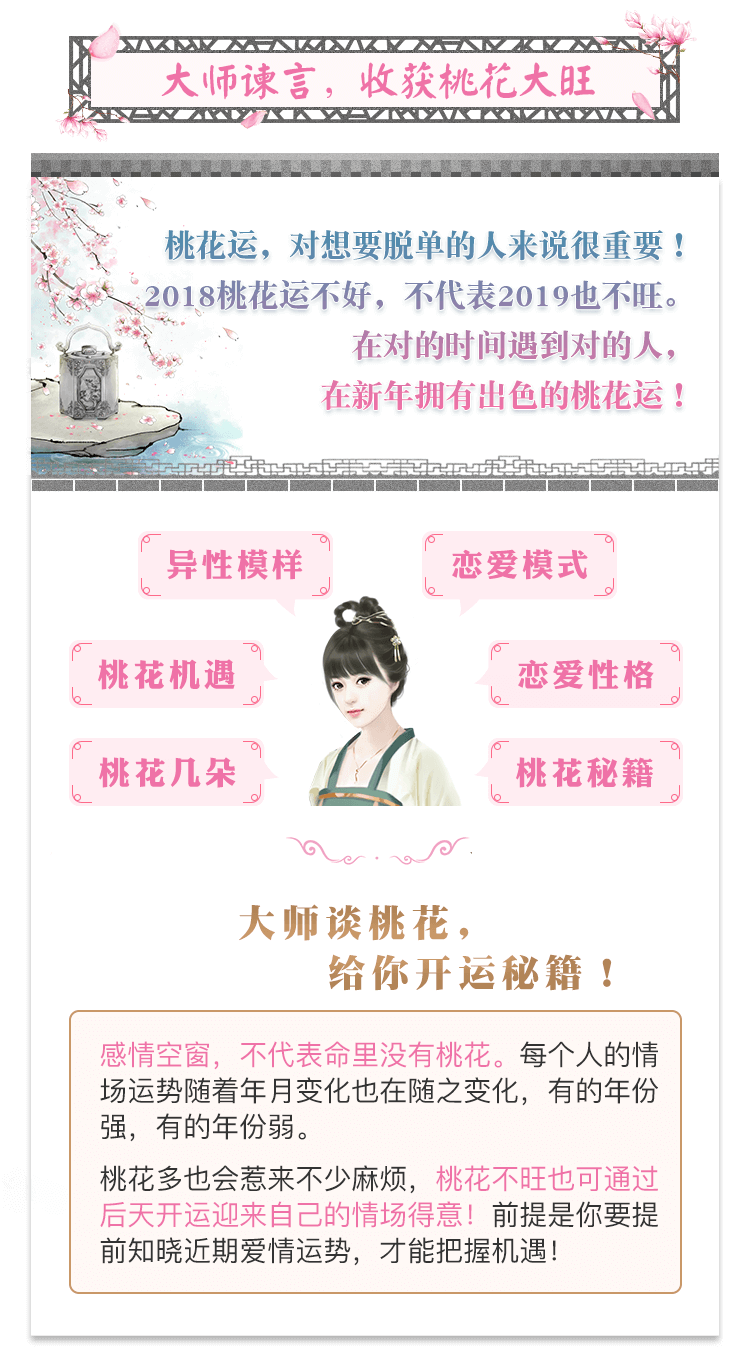 大师谏言，收获桃花大旺
桃花运，对想要脱单的人来说很重要！
2018桃花运不好，不代表2019也不旺。
在对的时间遇到对的人，
在新年拥有出色的桃花运！
异性模样
恋爱模式
桃花机遇
恋爱性格
桃花几朵
桃花秘籍
大师谈桃花，
给你开运秘籍！
感情空窗，不代表命里没有桃花。每个人的情
场运势随着年月变化也在随之变化，有的年份
强，有的年份弱。
桃花多也会惹来不少麻烦，桃花不旺也可通过
后天开运迎来自己的情场得意！前提是你要提
前知晓近期爱情运势，才能把握机遇！